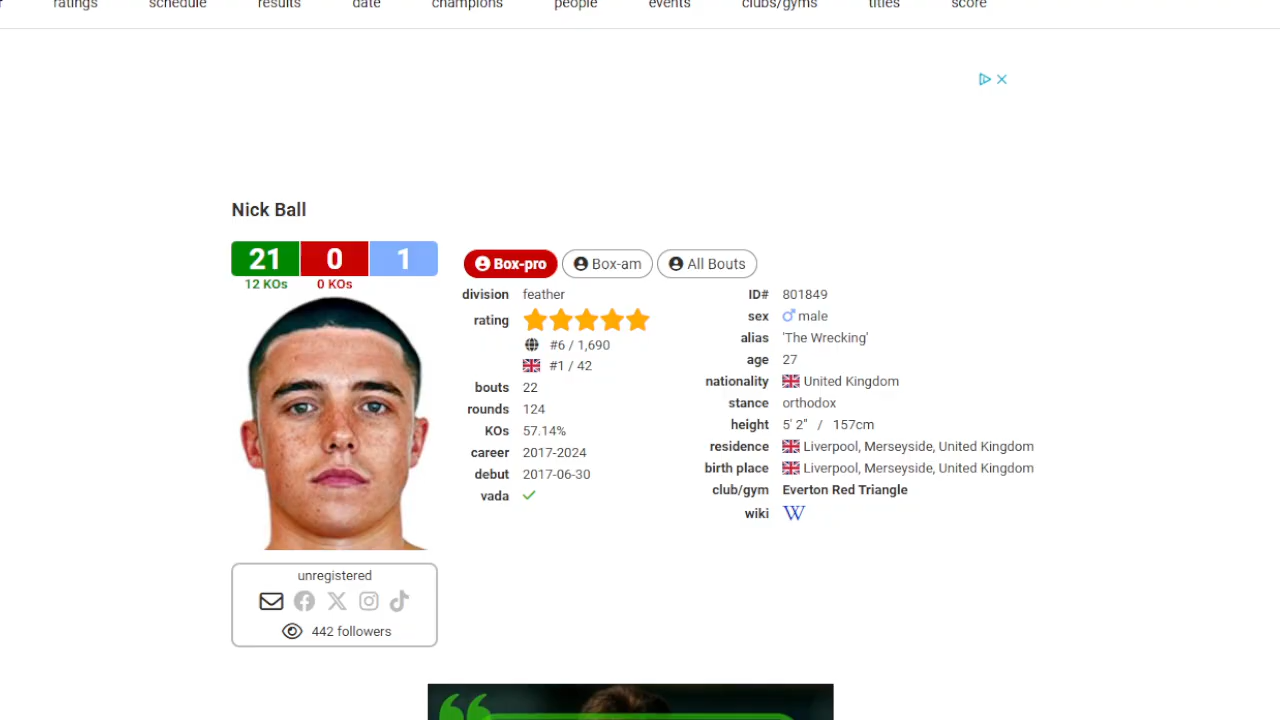 ratings schedule results date champions people events clubs/gyms titles score
Nick Ball
21 0 1
12 KOs 0 KOs
Box-pro Box-am All Bouts
division feather
rating
#6 / 1,690
#1 / 42
bouts 22
rounds 124
KOs 57.14%
career 2017-2024
debut 2017-06-30
vada
ID# 801849
sex male
alias 'The Wrecking'
age 27
nationality United Kingdom
stance orthodox
height 5' 2" / 157cm
residence Liverpool, Merseyside, United Kingdom
birth place Liverpool, Merseyside, United Kingdom
club/gym Everton Red Triangle
wiki W
unregistered
442 followers